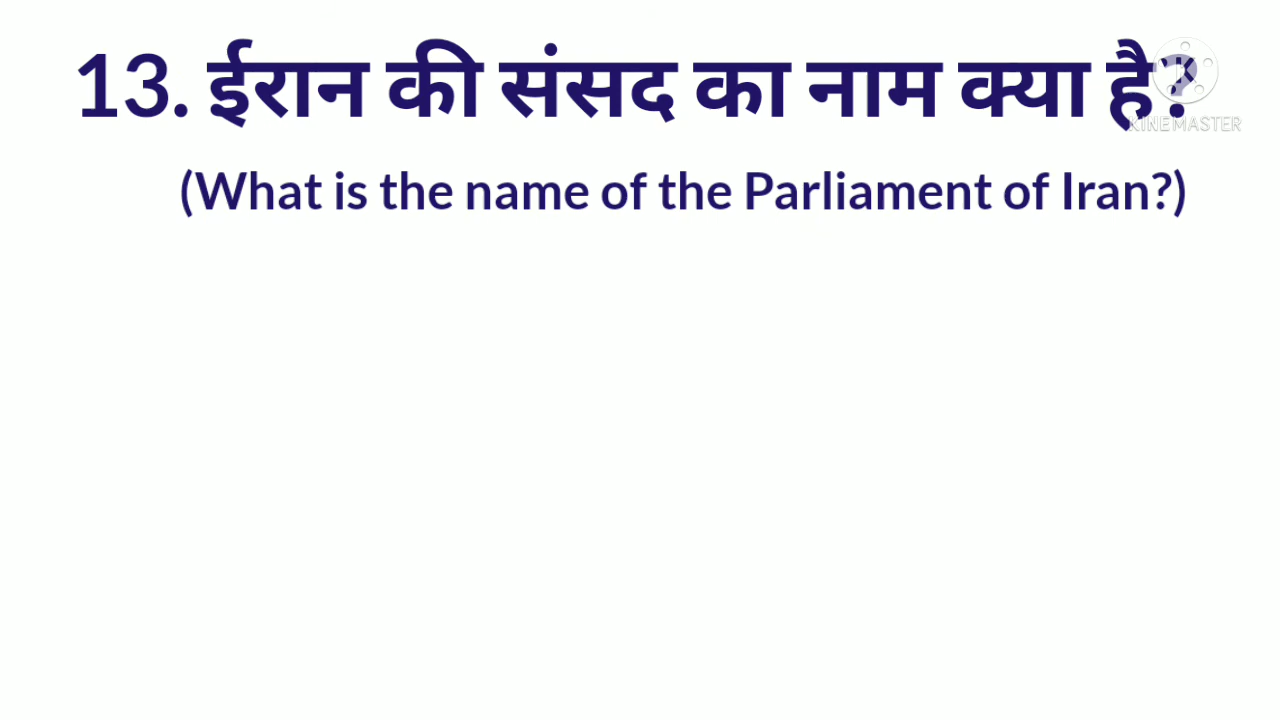 13. ईरान की संसद का नाम क्या है?
KINEMASTER
(What is the name of the Parliament of Iran?)